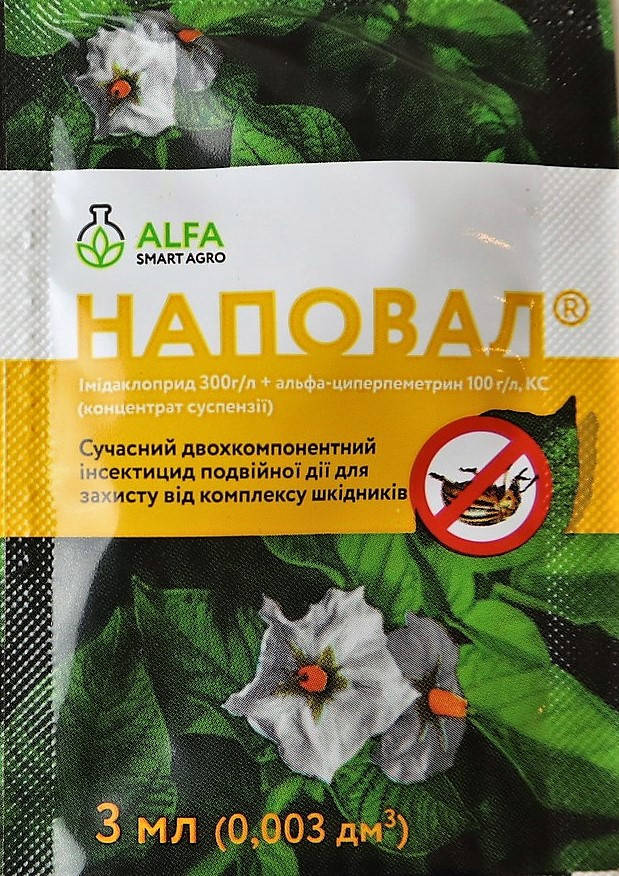 ALFA
SMART AGRO
НАПОВАЛ®
Імідаклоприд 300г/л + альфа-циперпеметрин 100 г/л, КС
(концентрат суспензії)
Сучасний двохкомпонентний
інсектицид подвійної дії для
захисту від комплексу шкідників
3 мл (0,003 дм³)